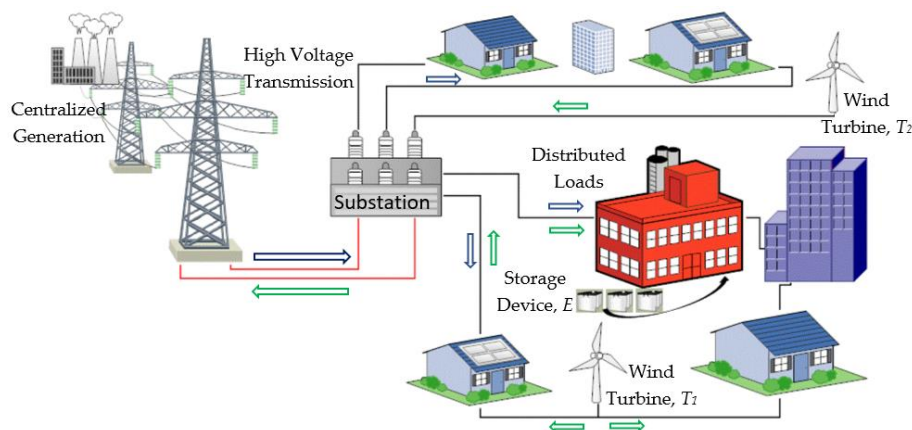 High Voltage
Transmission
Centralized
Generation
Wind
Turbine, T2
Distributed
Loads
Substation
Storage
Device, E
Wind
Turbine, T1